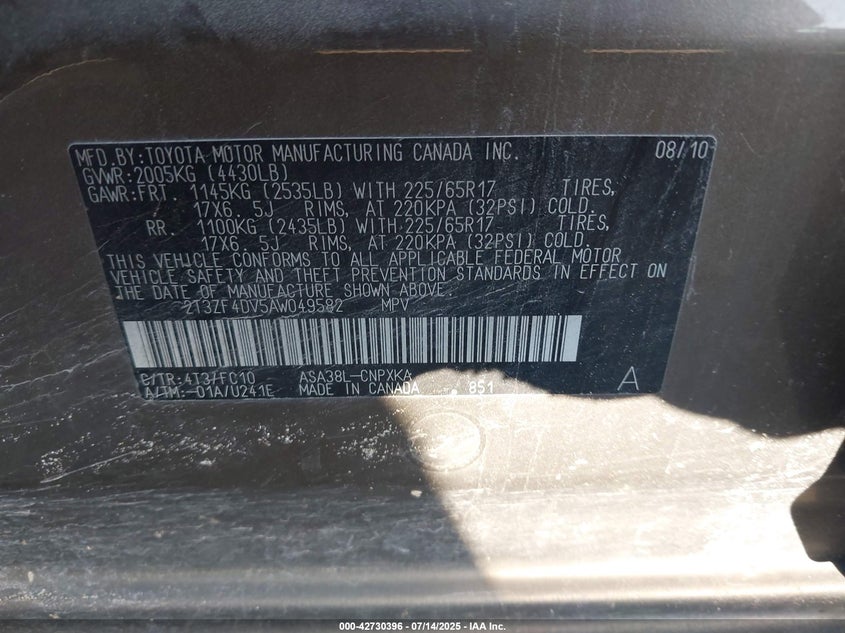 MFD.BY:TOYOTA MOTOR MANUFACTURING CANADA INC. 08/10
GVWR:2005KG (4430LB)
GAWR:FRT. 1145KG (2535LB) WITH 225/65R17 TIRES,
17X6.5J RIMS, AT 220KPA (32PSI) COLD.
RR. 1100KG (2435LB) WITH 225/65R17 TIRES,
17X6.5J RIMS, AT 220KPA (32PSI) COLD.
THIS VEHICLE CONFORMS TO ALL APPLICABLE FEDERAL MOTOR
VEHICLE SAFETY AND THEFT PREVENTION STANDARDS IN EFFECT ON
THE DATE OF MANUFACTURE SHOWN ABOVE.
2T3ZF4DV5AW049582 MPV
C/TR:4T3/FC10 ASA38L-CNPXKA
A/TM:-01A/U241E MADE IN CANADA 851 A
000-42730396 - 07/14/2025 - IAA Inc.